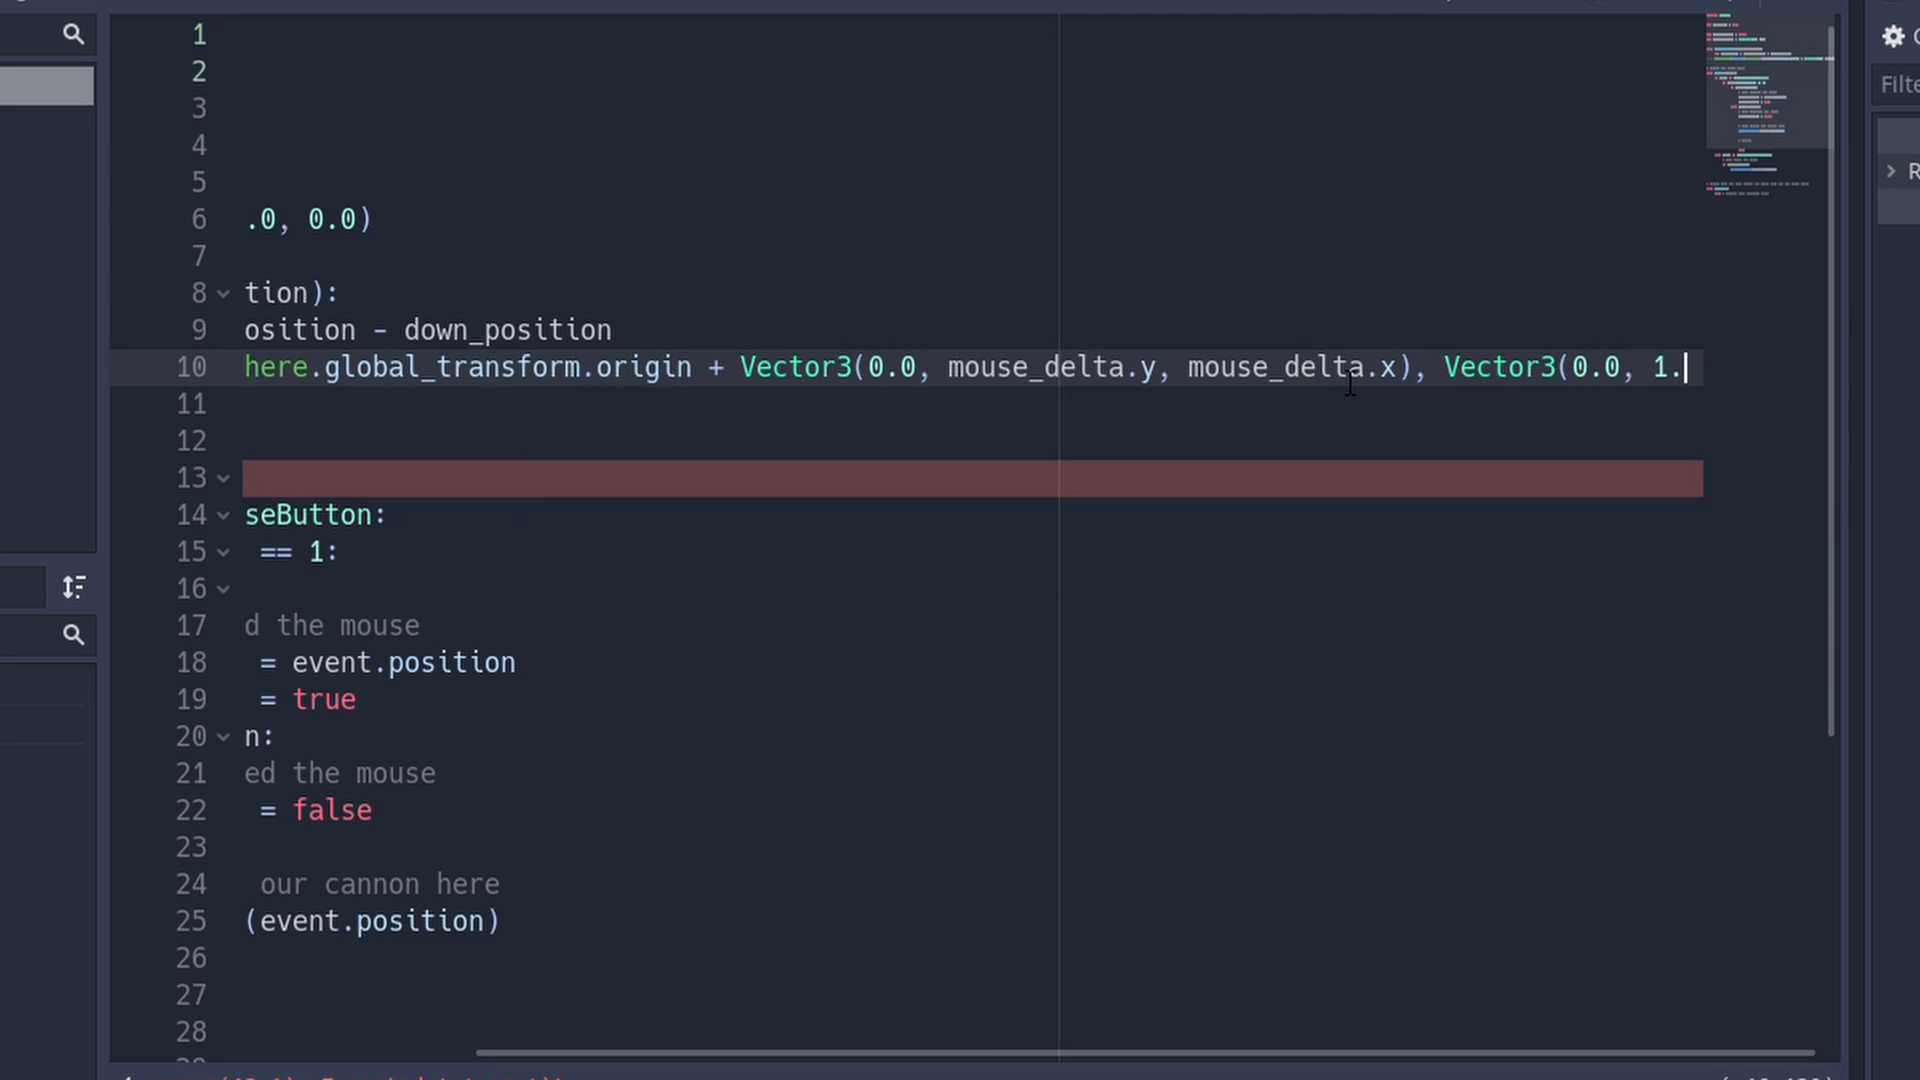 1
2
3
4
5
6 .0, 0.0)
7
8 tion):
9 osition - down_position
10 here.global_transform.origin + Vector3(0.0, mouse_delta.y, mouse_delta.x), Vector3(0.0, 1.
11
12
13
14 seButton:
15 == 1:
16
17 d the mouse
18 = event.position
19 = true
20 n:
21 ed the mouse
22 = false
23
24 our cannon here
25 (event.position)
26
27
28
Filte
R